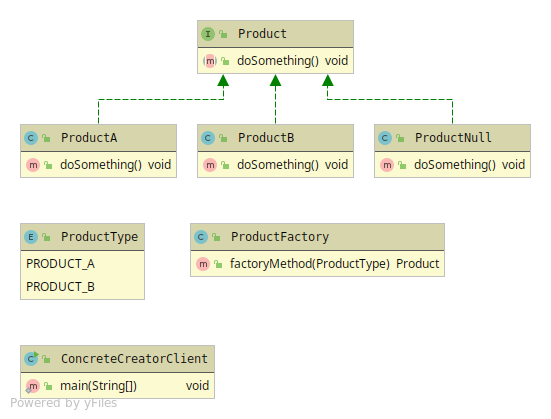 Product
doSomething() void
ProductA
doSomething() void
ProductB
doSomething() void
ProductNull
doSomething() void
ProductType
PRODUCT_A
PRODUCT_B
ProductFactory
factoryMethod(ProductType) Product
ConcreteCreatorClient
main(String[]) void
Powered by yFiles